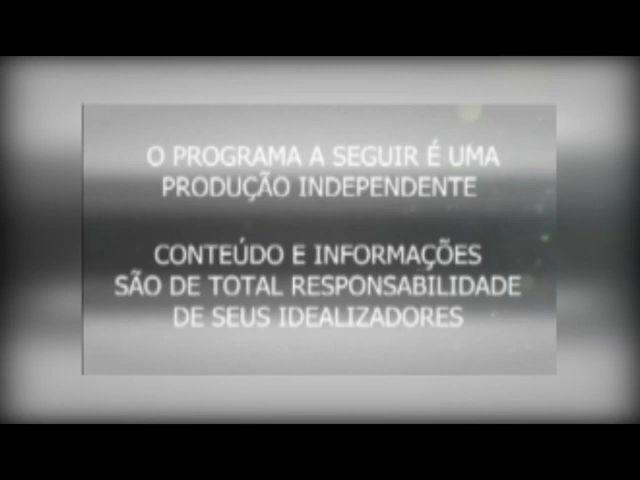 O PROGRAMA A SEGUIR É UMA
PRODUÇÃO INDEPENDENTE
CONTEÚDO E INFORMAÇÕES
SÃO DE TOTAL RESPONSABILIDADE
DE SEUS IDEALIZADORES